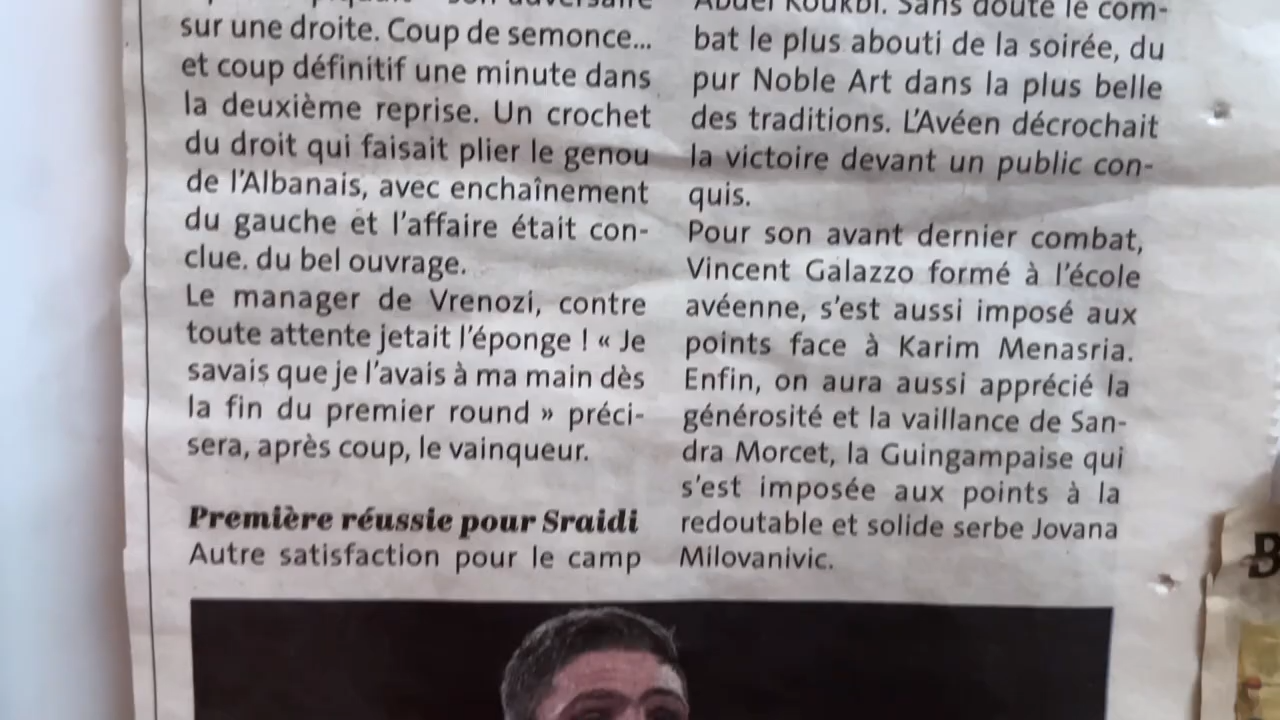 sur une droite. Coup de semonce...
et coup définitif une minute dans
la deuxième reprise. Un crochet
du droit qui faisait plier le genou
de l'Albanais, avec enchaînement
du gauche et l'affaire était con-
clue. du bel ouvrage.
Le manager de Vrenozi, contre
toute attente jetait l'éponge ! « Je
savais que je l'avais à ma main dès
la fin du premier round » préci-
sera, après coup, le vainqueur.
Première réussie pour Sraidi
Autre satisfaction pour le camp
Abdel Koukbi. Sans doute le com-
bat le plus abouti de la soirée, du
pur Noble Art dans la plus belle
des traditions. L'Avéen décrochait
la victoire devant un public con-
quis.
Pour son avant dernier combat,
Vincent Galazzo formé à l'école
avéenne, s'est aussi imposé aux
points face à Karim Menasria.
Enfin, on aura aussi apprécié la
générosité et la vaillance de San-
dra Morcet, la Guingampaise qui
s'est imposée aux points à la
redoutable et solide serbe Jovana
Milovanivic.
B